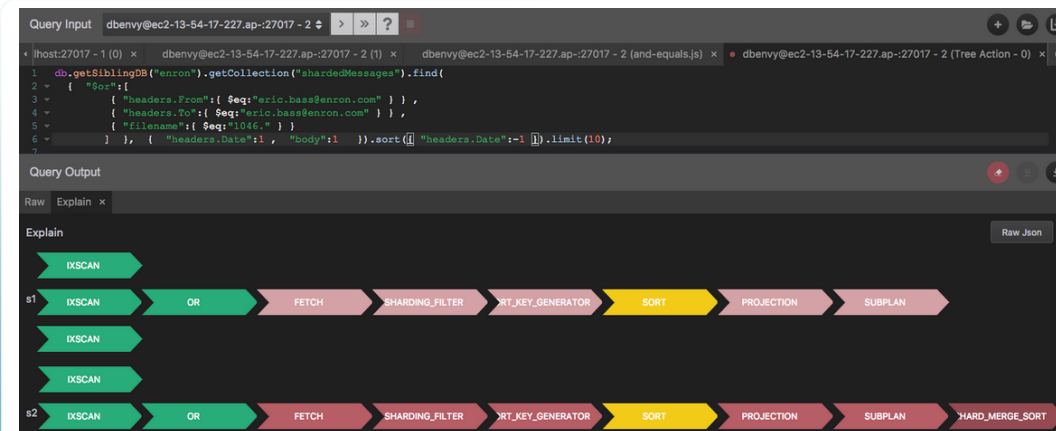 Query Input dbenvy@ec2-13-54-17-227.ap-:27017 - 2 > » ?
lhost:27017 - 1 (0) × dbenvy@ec2-13-54-17-227.ap-:27017 - 2 (1) × dbenvy@ec2-13-54-17-227.ap-:27017 - 2 (and-equals.js) × dbenvy@ec2-13-54-17-227.ap-:27017 - 2 (Tree Action - 0) ×
1 db.getSiblingDB("enron").getCollection("shardedMessages").find(
2 { "$or":[
3 { "headers.From":{ $eq:"eric.bass@enron.com" } } ,
4 { "headers.To":{ $eq:"eric.bass@enron.com" } } ,
5 { "filename":{ $eq:"1046." } }
6 ] }, { "headers.Date":1 , "body":1 }).sort({ "headers.Date":-1 }).limit(10);
7
Query Output
Raw Explain ×
Explain Raw Json
IXSCAN
s1 IXSCAN OR FETCH SHARDING_FILTER RT_KEY_GENERATOR SORT PROJECTION SUBPLAN
IXSCAN
IXSCAN
s2 IXSCAN OR FETCH SHARDING_FILTER RT_KEY_GENERATOR SORT PROJECTION SUBPLAN HARD_MERGE_SORT